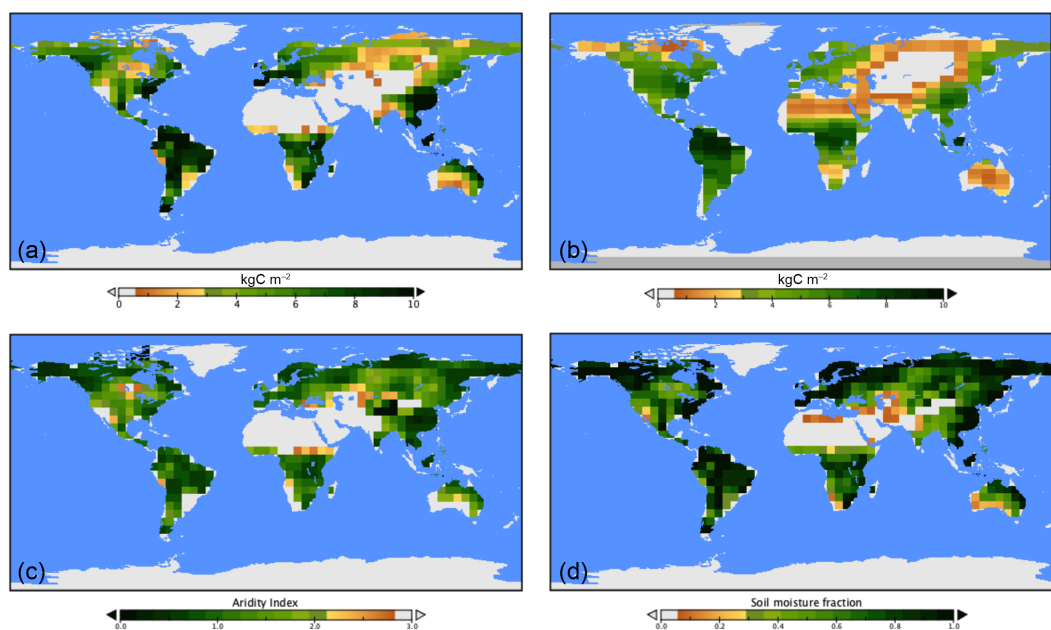 (a)
(b)
kgC m⁻²
0 2 4 6 8 10
kgC m⁻²
0 2 4 6 8 10
(c)
(d)
Aridity Index
0.0 1.0 2.0 3.0
Soil moisture fraction
0.0 0.2 0.4 0.6 0.8 1.0